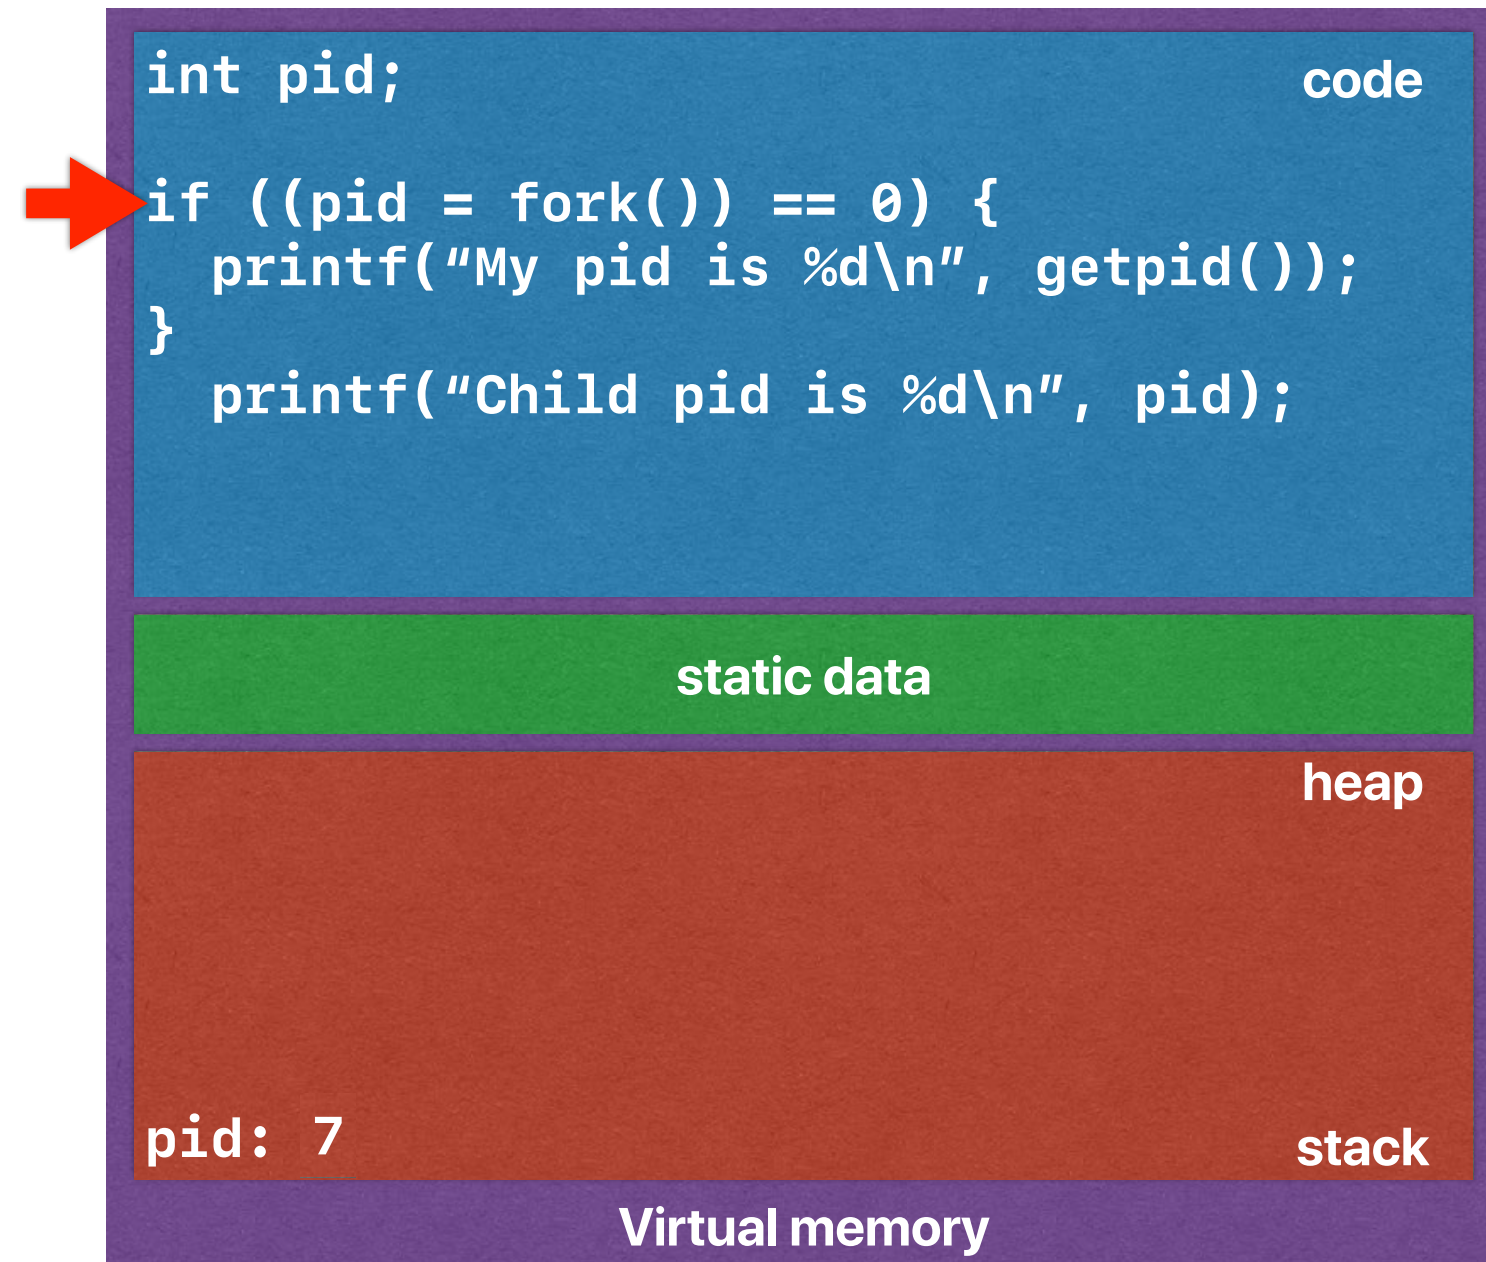 int pid;
code
if ((pid = fork()) == 0) {
  printf(“My pid is %d\n”, getpid());
}
  printf(“Child pid is %d\n”, pid);
static data
heap
pid: 7
stack
Virtual memory